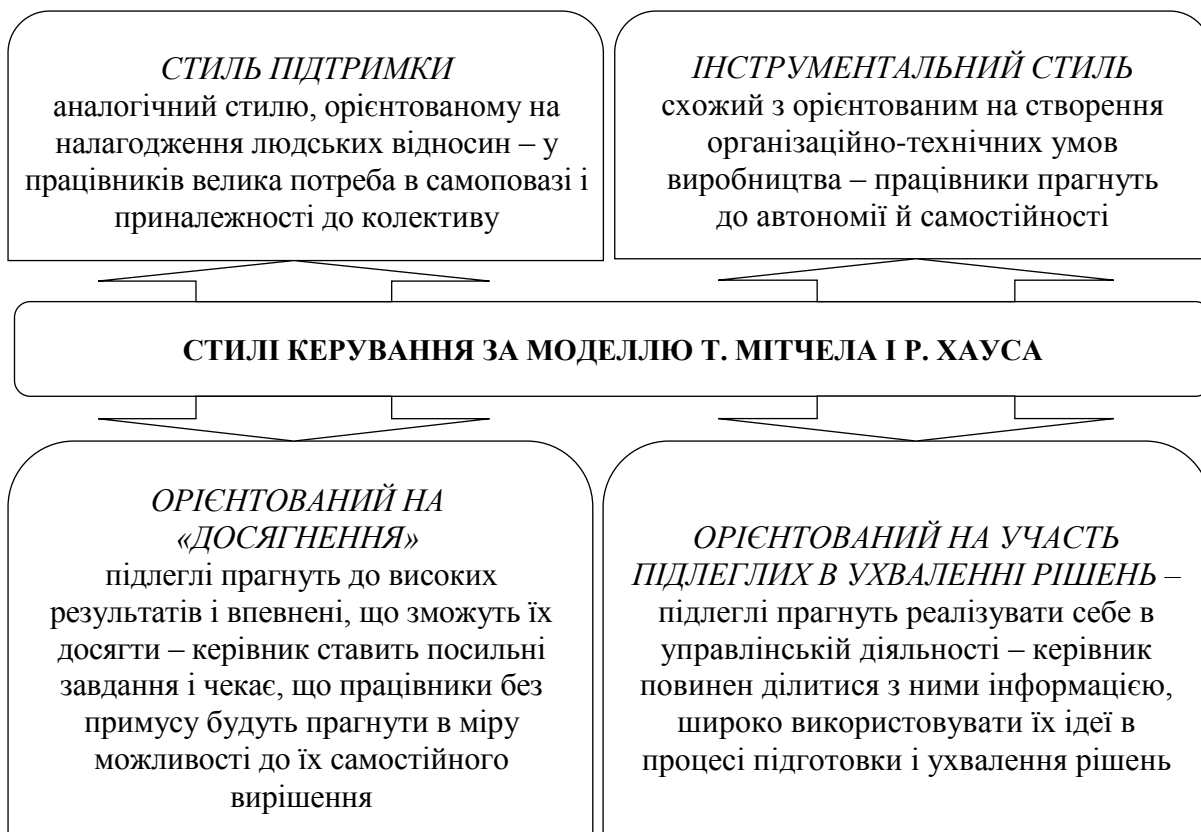 СТИЛЬ ПІДТРИМКИ
аналогічний стилю, орієнтованому на
налагодження людських відносин – у
працівників велика потреба в самоповазі і
приналежності до колективу
ІНСТРУМЕНТАЛЬНИЙ СТИЛЬ
схожий з орієнтованим на створення
організаційно-технічних умов
виробництва – працівники прагнуть
до автономії й самостійності
СТИЛІ КЕРУВАННЯ ЗА МОДЕЛЛЮ Т. МІТЧЕЛА І Р. ХАУСА
ОРІЄНТОВАНИЙ НА
«ДОСЯГНЕННЯ»
підлеглі прагнуть до високих
результатів і впевнені, що зможуть їх
досягти – керівник ставить посильні
завдання і чекає, що працівники без
примусу будуть прагнути в міру
можливості до їх самостійного
вирішення
ОРІЄНТОВАНИЙ НА УЧАСТЬ
ПІДЛЕГЛИХ В УХВАЛЕННІ РІШЕНЬ –
підлеглі прагнуть реалізувати себе в
управлінській діяльності – керівник
повинен ділитися з ними інформацією,
широко використовувати їх ідеї в
процесі підготовки і ухвалення рішень